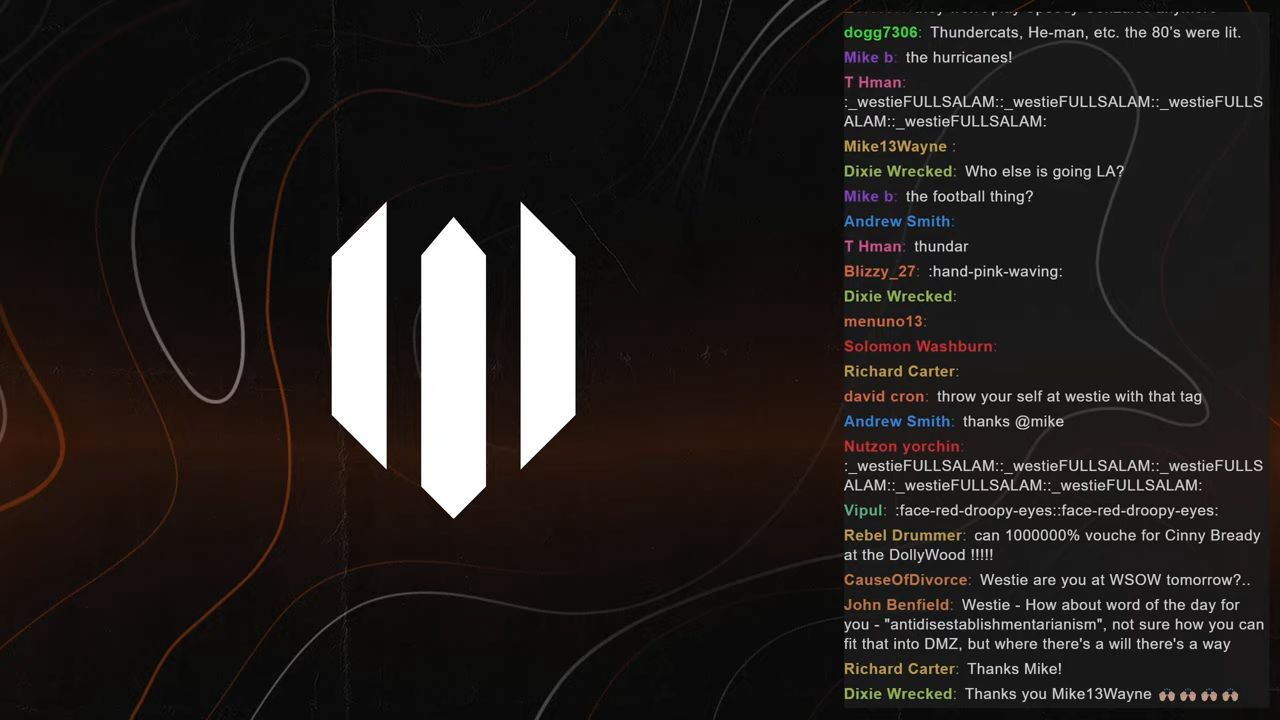 dogg7306: Thundercats, He-man, etc. the 80's were lit.
Mike b: the hurricanes!
T Hman:
:_westieFULLSALAM::_westieFULLSALAM::_westieFULLS
ALAM::_westieFULLSALAM:
Mike13Wayne :
Dixie Wrecked: Who else is going LA?
Mike b: the football thing?
Andrew Smith:
T Hman: thundar
Blizzy_27: :hand-pink-waving:
Dixie Wrecked:
menuno13:
Solomon Washburn:
Richard Carter:
david cron: throw your self at westie with that tag
Andrew Smith: thanks @mike
Nutzon yorchin:
:_westieFULLSALAM::_westieFULLSALAM::_westieFULLS
ALAM::_westieFULLSALAM::_westieFULLSALAM:
Vipul: :face-red-droopy-eyes::face-red-droopy-eyes:
Rebel Drummer: can 1000000% vouche for Cinny Bready
at the DollyWood !!!!!
CauseOfDivorce: Westie are you at WSOW tomorrow?..
John Benfield: Westie - How about word of the day for
you - "antidisestablishmentarianism", not sure how you can
fit that into DMZ, but where there's a will there's a way
Richard Carter: Thanks Mike!
Dixie Wrecked: Thanks you Mike13Wayne 🙌🏽 🙌🏽 🙌🏽 🙌🏽